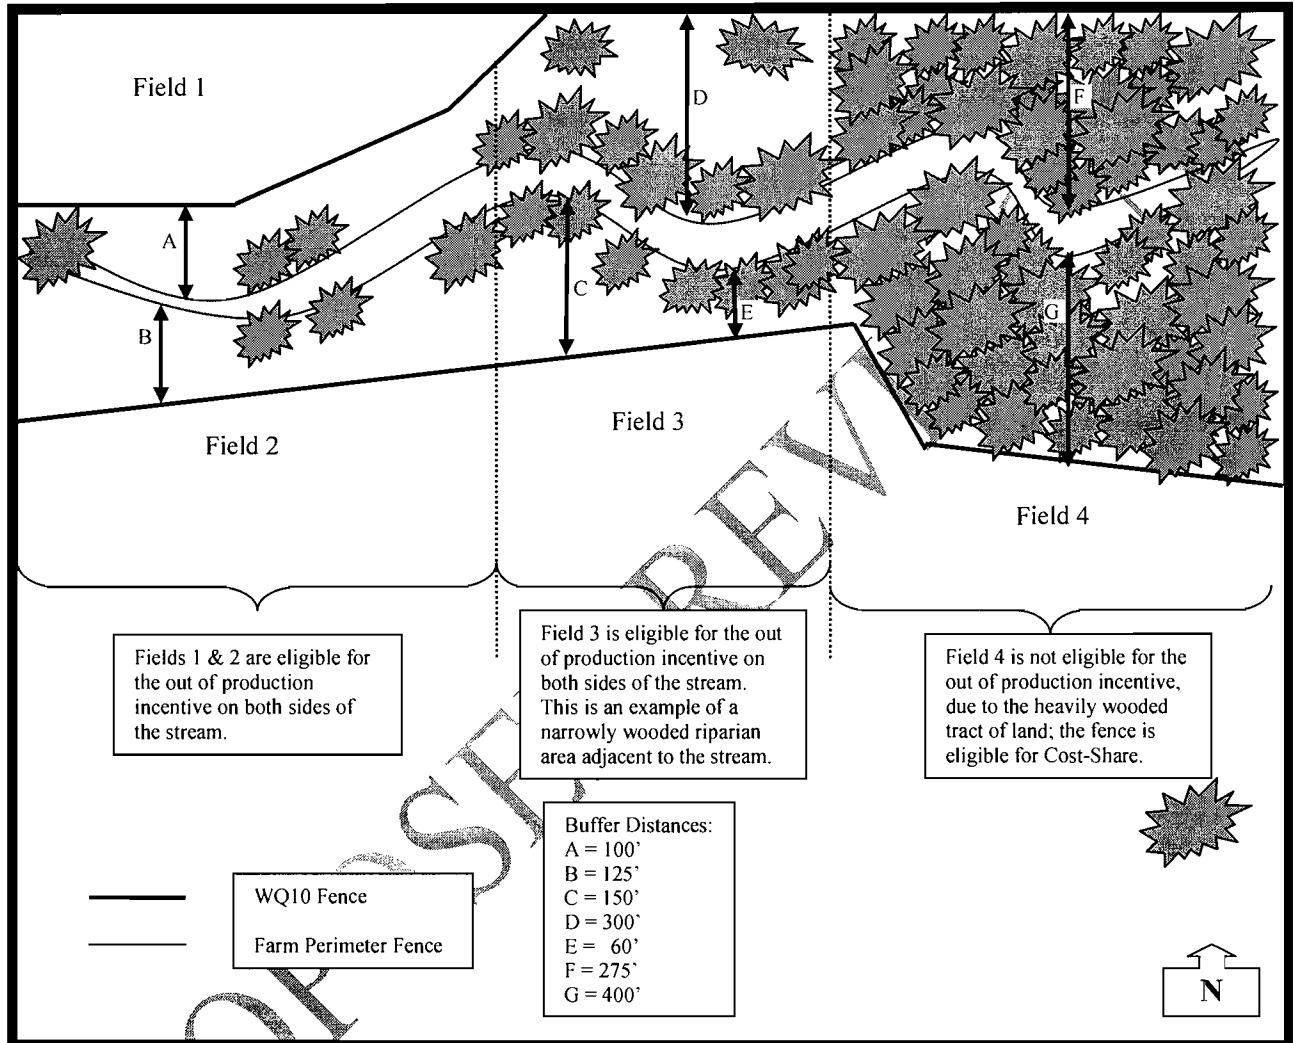 Field 1
A
B
C
D
E
F
G
Field 2
Field 3
Field 4
Fields 1 & 2 are eligible for
the out of production
incentive on both sides of
the stream.
Field 3 is eligible for the out
of production incentive on
both sides of the stream.
This is an example of a
narrowly wooded riparian
area adjacent to the stream.
Field 4 is not eligible for the
out of production incentive,
due to the heavily wooded
tract of land; the fence is
eligible for Cost-Share.
Buffer Distances:
A = 100'
B = 125'
C = 150'
D = 300'
E = 60'
F = 275'
G = 400'
WQ10 Fence
Farm Perimeter Fence
N